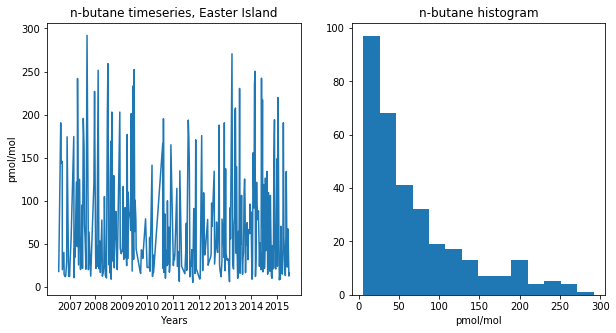 n-butane timeseries, Easter Island
300
250
200
150
100
50
0
pmol/mol
2007 2008 2009 2010 2011 2012 2013 2014 2015
Years
n-butane histogram
100
80
60
40
20
0
0 50 100 150 200 250 300
pmol/mol